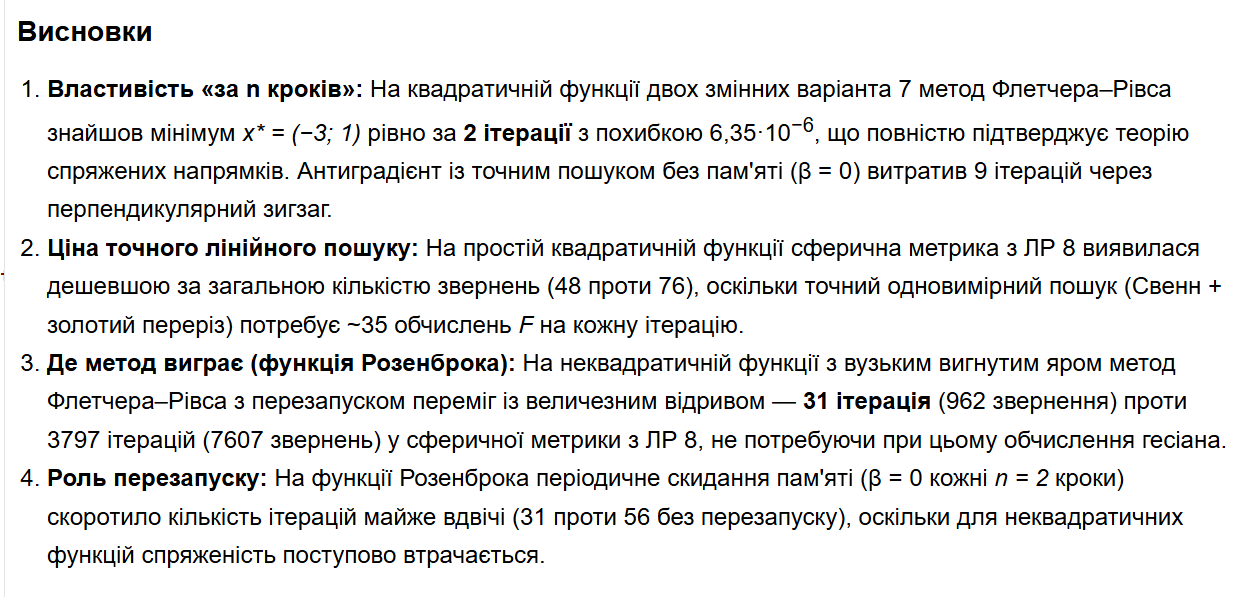 Висновки
1. Властивість «за n кроків»: На квадратичній функції двох змінних варіанта 7 метод Флетчера–Рівса
знайшов мінімум x* = (−3; 1) рівно за 2 ітерації з похибкою 6,35·10⁻⁶, що повністю підтверджує теорію
спряжених напрямків. Антиградієнт із точним пошуком без пам'яті (β = 0) витратив 9 ітерацій через
перпендикулярний зигзаг.
2. Ціна точного лінійного пошуку: На простій квадратичній функції сферична метрика з ЛР 8 виявилася
дешевшою за загальною кількістю звернень (48 проти 76), оскільки точний одновимірний пошук (Свенн +
золотий переріз) потребує ~35 обчислень F на кожну ітерацію.
3. Де метод виграє (функція Розенброка): На неквадратичній функції з вузьким вигнутим яром метод
Флетчера–Рівса з перезапуском переміг із величезним відривом — 31 ітерація (962 звернення) проти
3797 ітерацій (7607 звернень) у сферичної метрики з ЛР 8, не потребуючи при цьому обчислення гесіана.
4. Роль перезапуску: На функції Розенброка періодичне скидання пам'яті (β = 0 кожні n = 2 кроки)
скоротило кількість ітерацій майже вдвічі (31 проти 56 без перезапуску), оскільки для неквадратичних
функцій спряженість поступово втрачається.